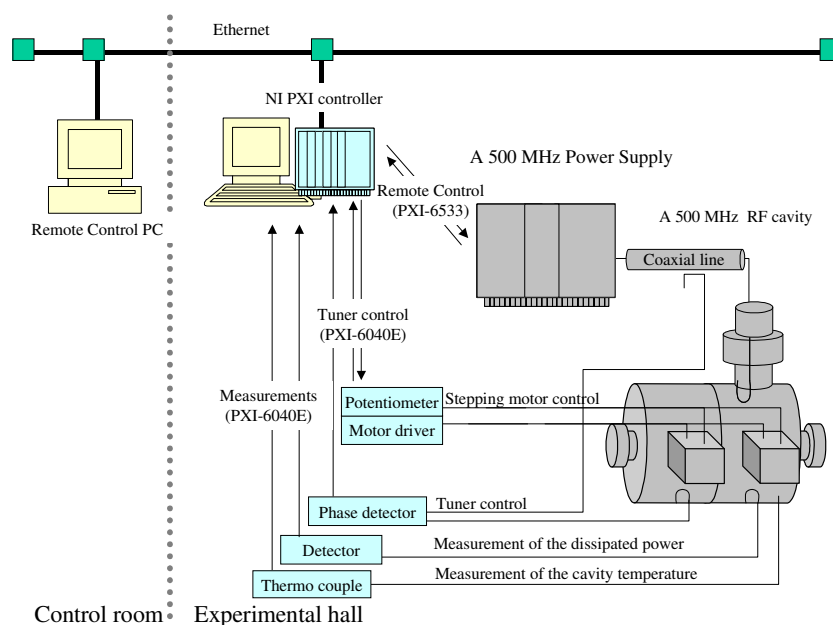 Ethernet
NI PXI controller
A 500 MHz Power Supply
Remote Control
(PXI-6533)
A 500 MHz RF cavity
Remote Control PC
Coaxial line
Tuner control
(PXI-6040E)
Measurements
(PXI-6040E)
Potentiometer
Stepping motor control
Motor driver
Tuner control
Phase detector
Detector
Measurement of the dissipated power
Thermo couple
Measurement of the cavity temperature
Control room
Experimental hall